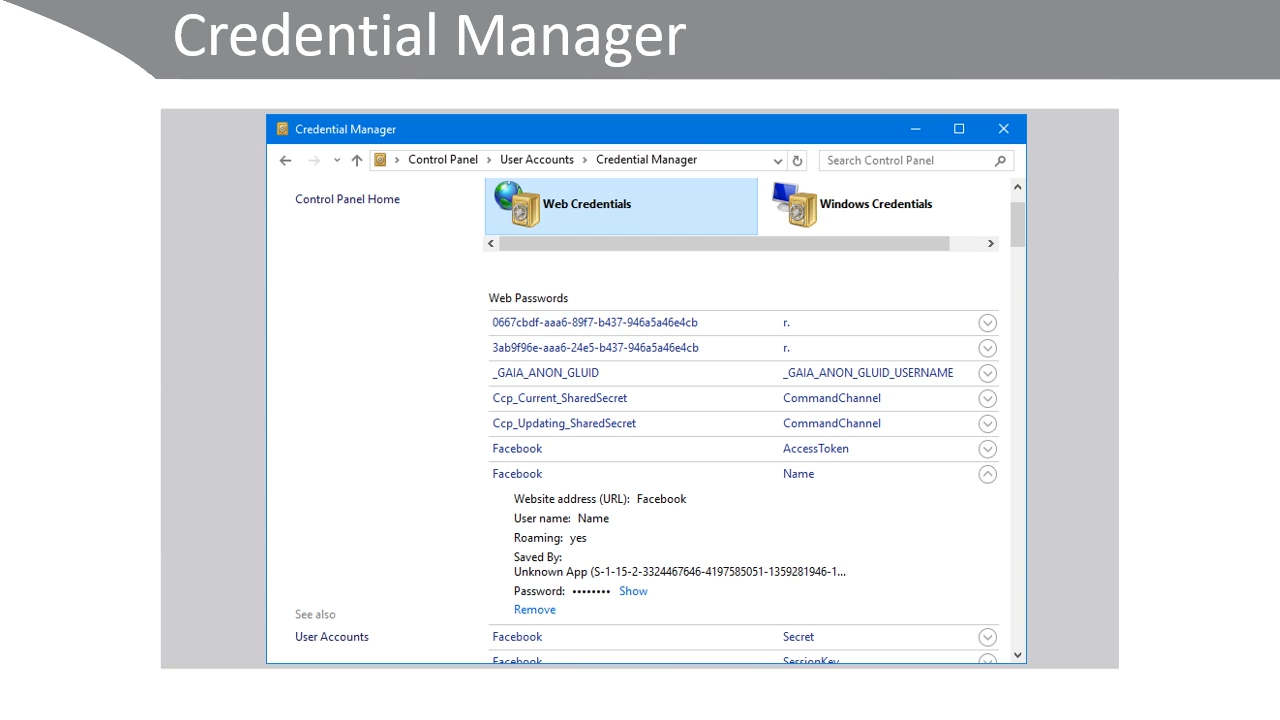 Credential Manager
Credential Manager
Control Panel > User Accounts > Credential Manager
Search Control Panel
Control Panel Home
Web Credentials
Windows Credentials
Web Passwords
0667cbdf-aaa6-89f7-b437-946a5a46e4cb r.
3ab9f96e-aaa6-24e5-b437-946a5a46e4cb r.
_GAIA_ANON_GLUID _GAIA_ANON_GLUID_USERNAME
Ccp_Current_SharedSecret CommandChannel
Ccp_Updating_SharedSecret CommandChannel
Facebook AccessToken
Facebook Name
Website address (URL): Facebook
User name: Name
Roaming: yes
Saved By:
Unknown App (S-1-15-2-3324467646-4197585051-1359281946-1...
Password: •••••••• Show
Remove
See also
User Accounts
Facebook Secret
Facebook SessionKey